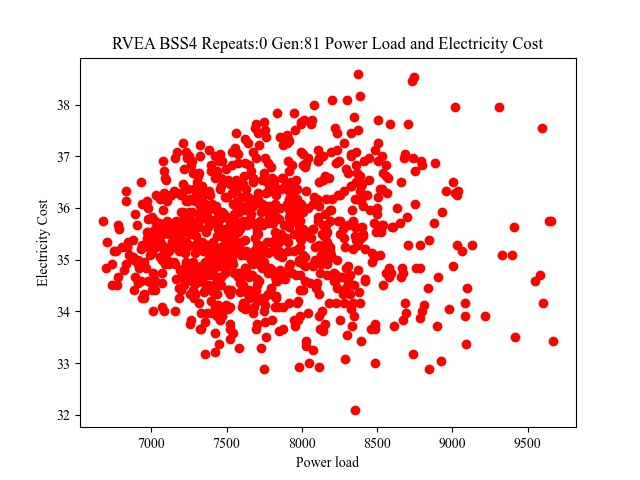 RVEA BSS4 Repeats:0 Gen:81 Power Load and Electricity Cost
38
37
36
35
34
33
32
Electricity Cost
7000 7500 8000 8500 9000 9500
Power load